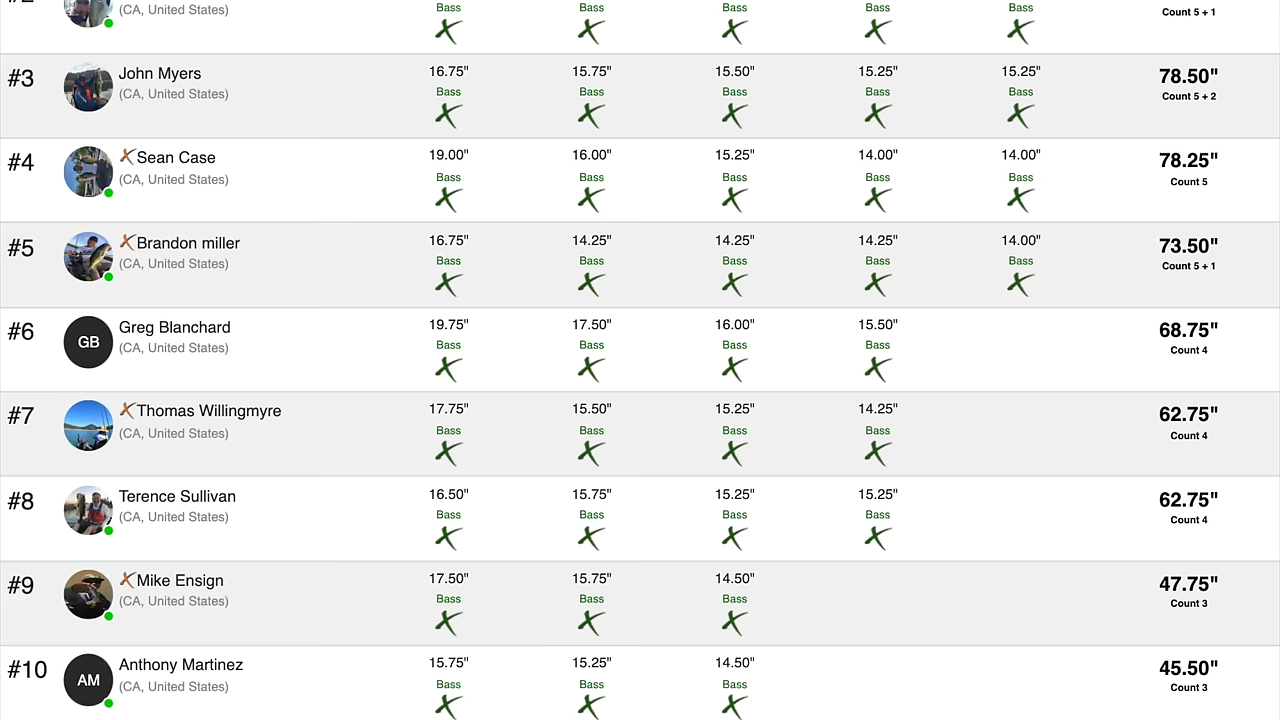 #2
(CA, United States)
Bass Bass Bass Bass Bass
Count 5 + 1
#3
John Myers
(CA, United States)
16.75" 15.75" 15.50" 15.25" 15.25"
Bass Bass Bass Bass Bass
78.50"
Count 5 + 2
#4
Sean Case
(CA, United States)
19.00" 16.00" 15.25" 14.00" 14.00"
Bass Bass Bass Bass Bass
78.25"
Count 5
#5
Brandon miller
(CA, United States)
16.75" 14.25" 14.25" 14.25" 14.00"
Bass Bass Bass Bass Bass
73.50"
Count 5 + 1
#6
GB
Greg Blanchard
(CA, United States)
19.75" 17.50" 16.00" 15.50"
Bass Bass Bass Bass
68.75"
Count 4
#7
Thomas Willingmyre
(CA, United States)
17.75" 15.50" 15.25" 14.25"
Bass Bass Bass Bass
62.75"
Count 4
#8
Terence Sullivan
(CA, United States)
16.50" 15.75" 15.25" 15.25"
Bass Bass Bass Bass
62.75"
Count 4
#9
Mike Ensign
(CA, United States)
17.50" 15.75" 14.50"
Bass Bass Bass
47.75"
Count 3
#10
AM
Anthony Martinez
(CA, United States)
15.75" 15.25" 14.50"
Bass Bass Bass
45.50"
Count 3